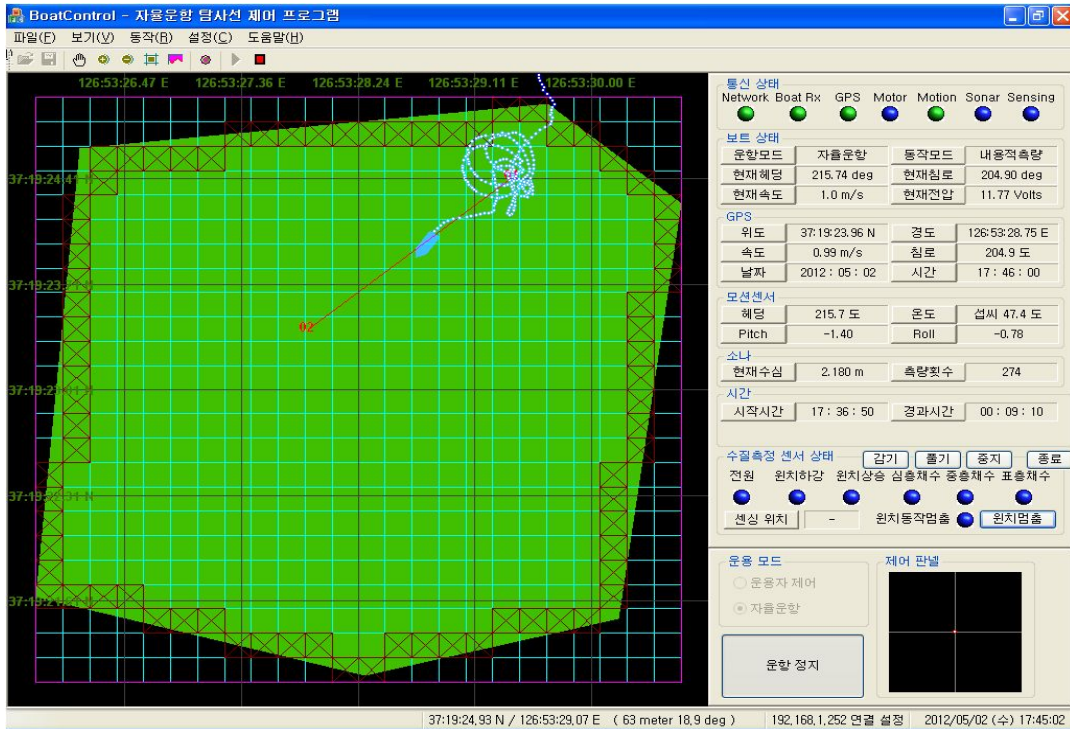 BoatControl - 자율운항 탐사선 제어 프로그램
파일(F) 보기(V) 동작(R) 설정(C) 도움말(H)
126:53:26.47 E 126:53:27.36 E 126:53:28.24 E 126:53:29.11 E 126:53:30.00 E
37:19:24.41 N
37:19:23.01 N
02
통신 상태
Network Boat Rx GPS Motor Motion Sonar Sensing
보트 상태
운항모드 자율운항 동작모드 내용적측량
현재헤딩 215.74 deg 현재침로 204.90 deg
현재속도 1.0 m/s 현재전압 11.77 Volts
GPS
위도 37:19:23.96 N 경도 126:53:28.75 E
속도 0.99 m/s 침로 204.9 도
날짜 2012 : 05 : 02 시간 17 : 46 : 00
모션센서
헤딩 215.7 도 온도 섭씨 47.4 도
Pitch -1.40 Roll -0.78
소나
현재수심 2.180 m 측량횟수 274
시간
시작시간 17 : 36 : 50 경과시간 00 : 09 : 10
수질측정 센서 상태 감기 풀기 중지 종료
전원 윈치하강 윈치상승 심층채수 중층채수 표층채수
센싱 위치 - 윈치동작멈춤 윈치멈춤
운용 모드 제어 판넬
운용자 제어
자율운항
운항 정지
37:19:24,93 N / 126:53:29,07 E ( 63 meter 18,9 deg ) 192,168,1,252 연결 설정 2012/05/02 (수) 17:45:02